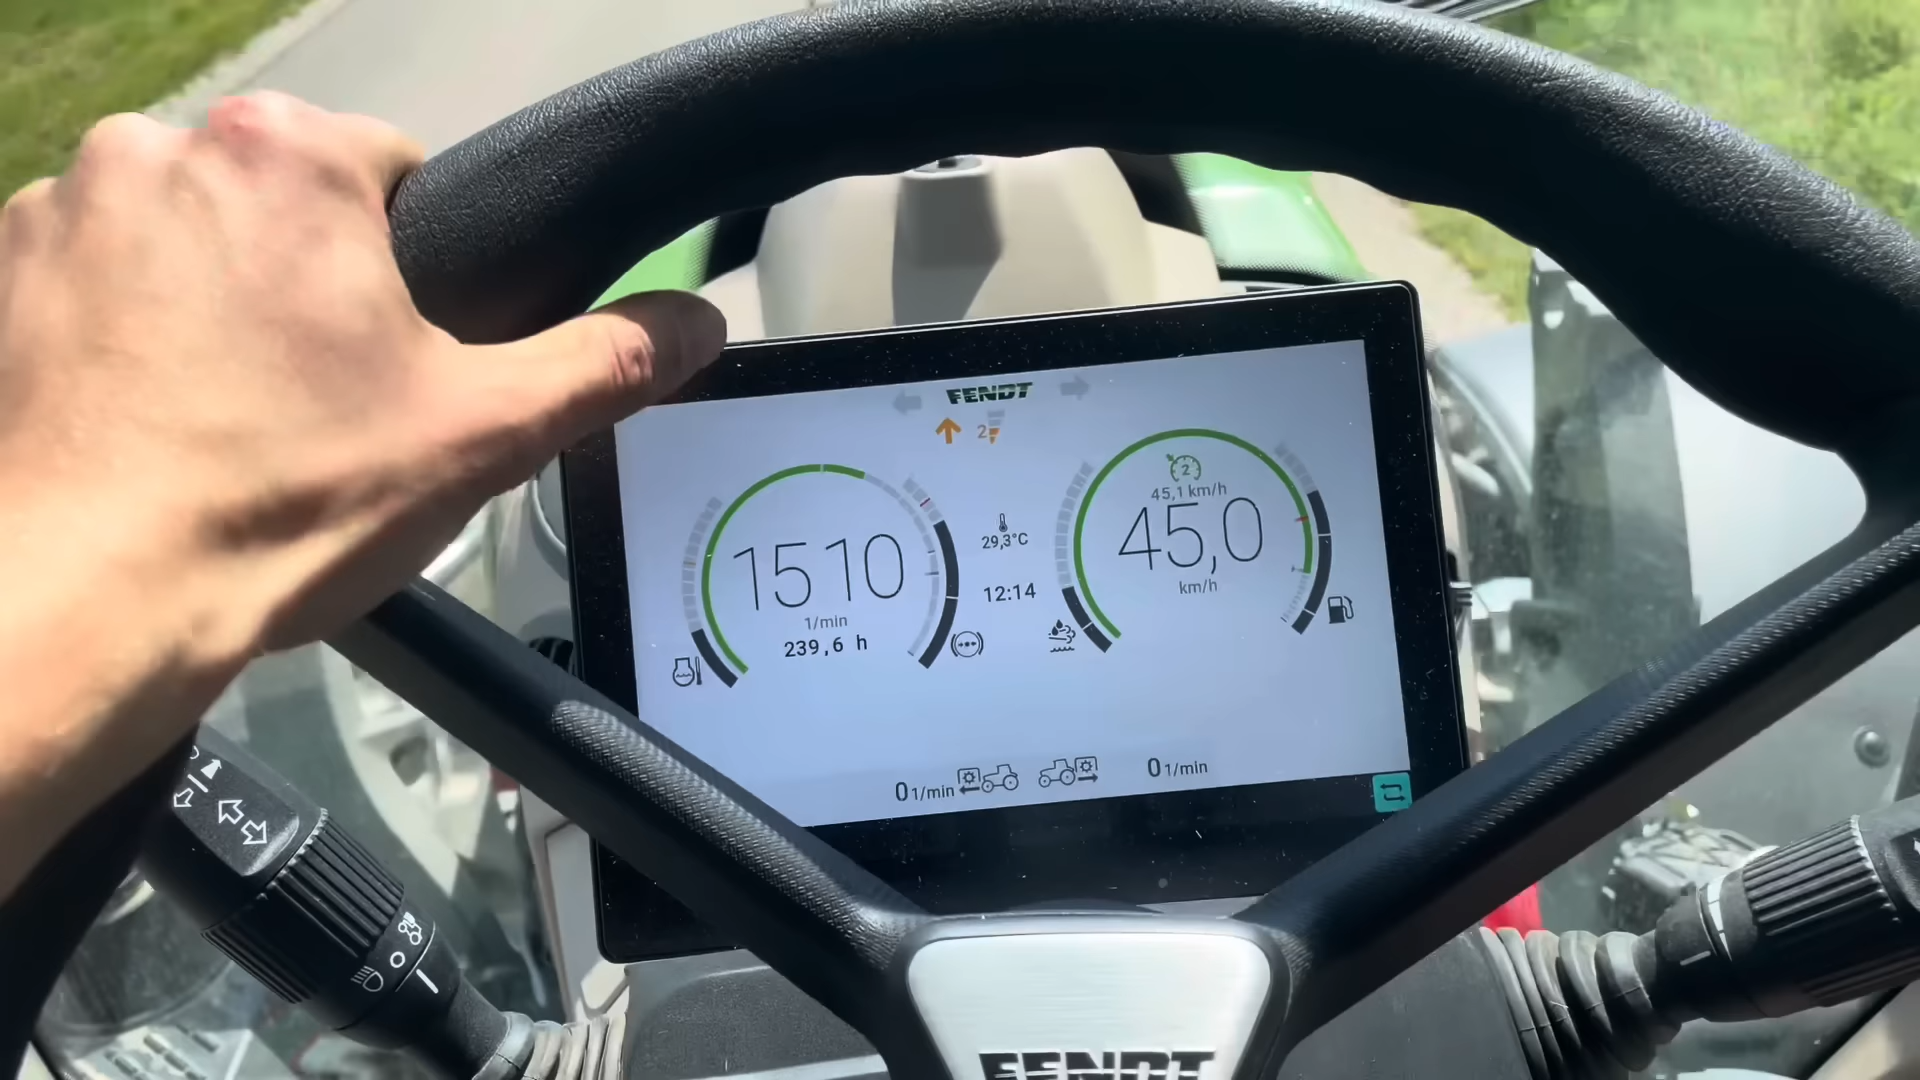 FENDT
2
2
45,1 km/h
1510
45,0
29,3°C
1/min
km/h
12:14
239,6 h
0 1/min
0 1/min
FENDT